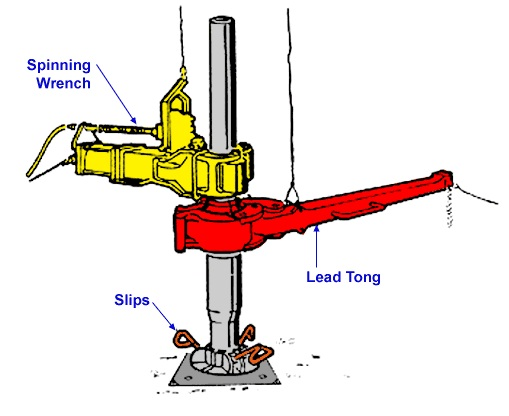 Spinning
Wrench
Lead Tong
Slips